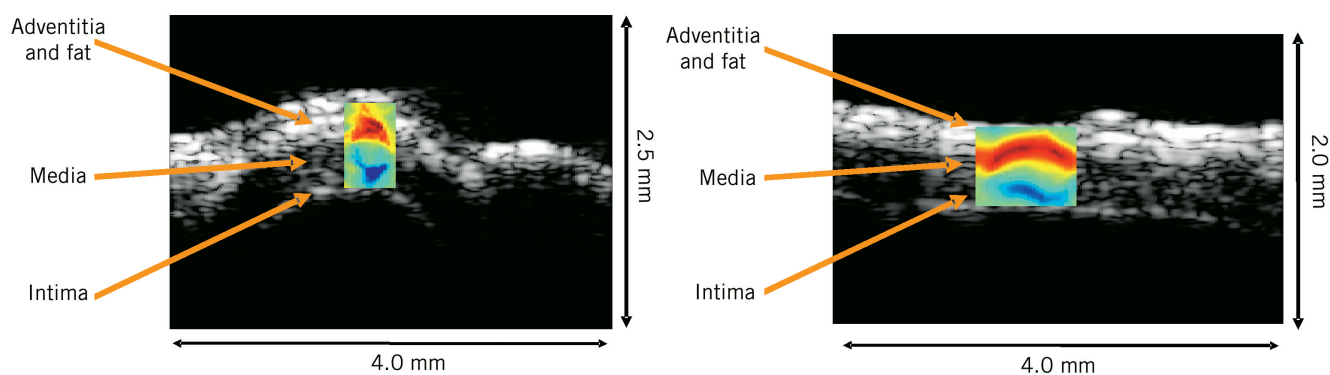 Adventitia
and fat
Media
Intima
2.5 mm
4.0 mm
Adventitia
and fat
Media
Intima
2.0 mm
4.0 mm